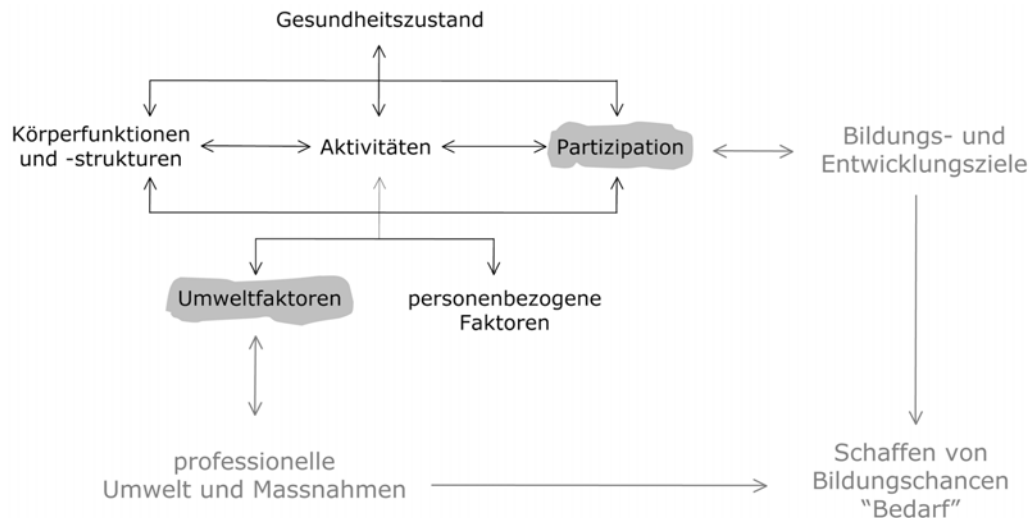 Gesundheitszustand
Körperfunktionen
und -strukturen
Aktivitäten
Partizipation
Bildungs- und
Entwicklungsziele
Umweltfaktoren
personenbezogene
Faktoren
professionelle
Umwelt und Massnahmen
Schaffen von
Bildungschancen
“Bedarf”